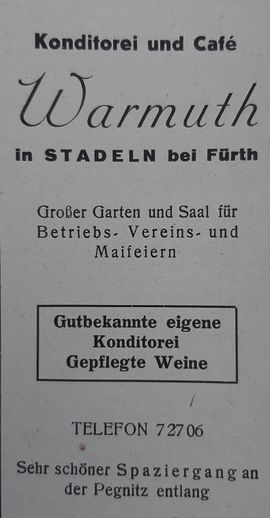 Konditorei und Café
Warmuth
in STADELN bei Fürth
Großer Garten und Saal für
Betriebs- Vereins- und
Maifeiern
Gutbekannte eigene
Konditorei
Gepflegte Weine
TELEFON 72706
Sehr schöner Spaziergang an
der Pegnitz entlang